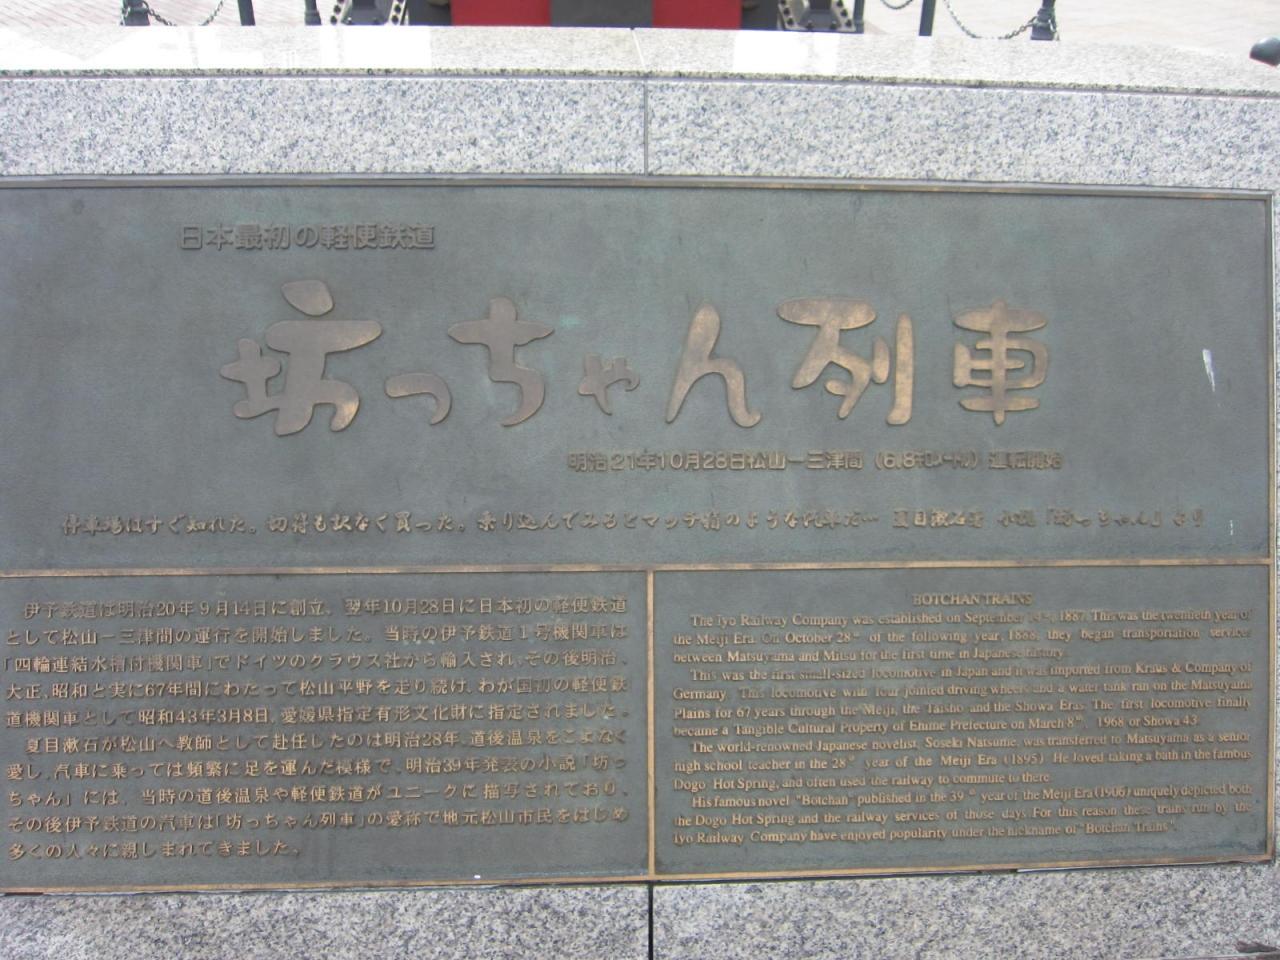 日本最初の軽便鉄道
坊っちゃん列車
明治21年10月28日松山ー三津間（6.8キロメートル）運転開始
停車場はすぐ知れた。切符も訳なく買った。乗り込んでみるとマッチ箱のような汽車だ… 夏目漱石著 小説「坊っちゃん」より
伊予鉄道は明治20年9月14日に創立、翌年10月28日に日本初の軽便鉄道
として松山ー三津間の運行を開始しました。当時の伊予鉄道1号機関車は
「四輪連結水槽付機関車」でドイツのクラウス社から輸入され、その後明治、
大正、昭和と実に67年間にわたって松山平野を走り続け、わが国初の軽便鉄
道機関車として昭和43年3月8日、愛媛県指定有形文化財に指定されました。
夏目漱石が松山へ教師として赴任したのは明治28年、道後温泉をこよなく
愛し、汽車に乗っては頻繁に足を運んだ模様で、明治39年発表の小説「坊っ
ちゃん」には、当時の道後温泉や軽便鉄道がユニークに描写されており、
その後伊予鉄道の汽車は「坊っちゃん列車」の愛称で地元松山市民をはじめ
多くの人々に親しまれてきました。
BOTCHAN TRAINS
The Iyo Railway Company was established on September 14th, 1887. This was the twentieth year of
the Meiji Era. On October 28th of the following year, 1888, they began transportation services
between Matsuyama and Mitsu for the first time in Japanese history.
This was the first small-sized locomotive in Japan and it was imported from Kraus & Company of
Germany. This locomotive with four jointed driving wheels and a water tank ran on the Matsuyama
Plains for 67 years through the Meiji, the Taisho and the Showa Eras. The first locomotive finally
became a Tangible Cultural Property of Ehime Prefecture on March 8th, 1968 or Showa 43.
The world-renowned Japanese novelist, Soseki Natsume, was transferred to Matsuyama as a senior
high school teacher in the 28th year of the Meiji Era (1895). He loved taking a bath in the famous
Dogo Hot Spring, and often used the railway to commute to there.
His famous novel "Botchan" published in the 39th year of the Meiji Era (1906) uniquely depicted both
the Dogo Hot Spring and the railway services of those days. For this reason these trains run by the
Iyo Railway Company have enjoyed popularity under the nickname of "Botchan Trains".